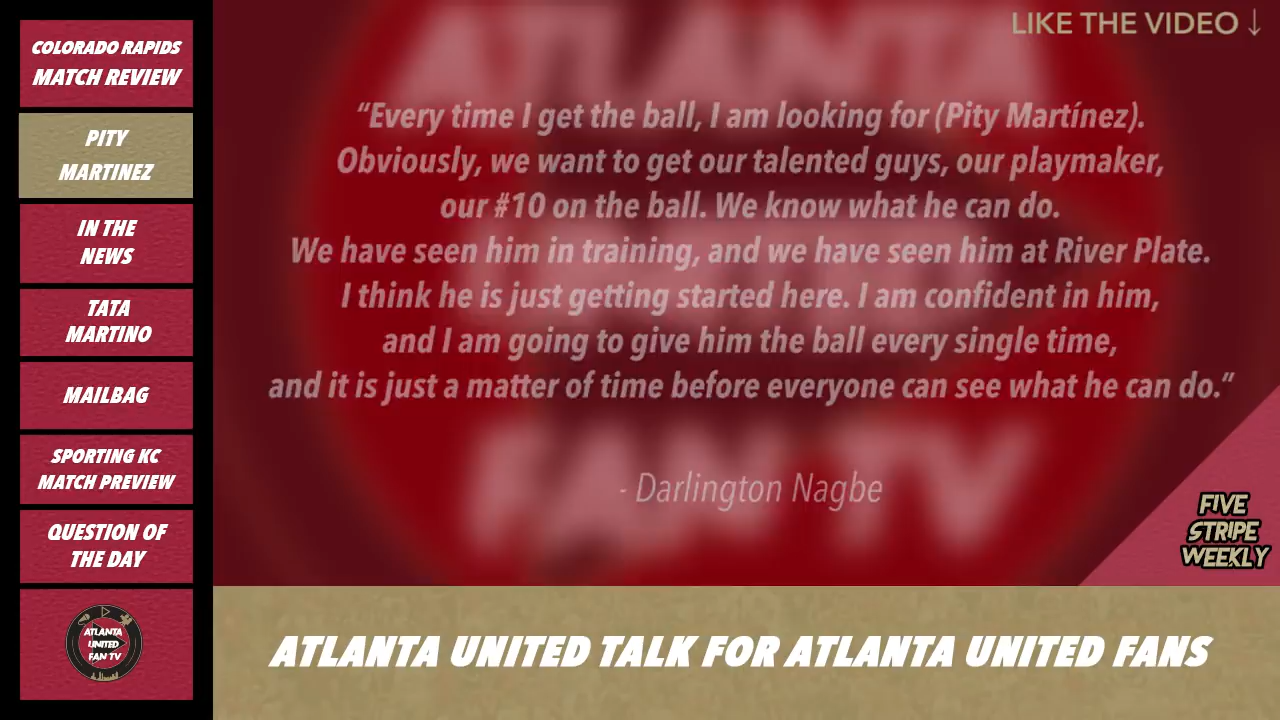 COLORADO RAPIDS
MATCH REVIEW
PITY
MARTINEZ
IN THE
NEWS
TATA
MARTINO
MAILBAG
SPORTING KC
MATCH PREVIEW
QUESTION OF
THE DAY
ATLANTA
UNITED
FAN TV
LIKE THE VIDEO ↓
ATLANTA
UNITED
FAN TV
“Every time I get the ball, I am looking for (Pity Martínez).
Obviously, we want to get our talented guys, our playmaker,
our #10 on the ball. We know what he can do.
We have seen him in training, and we have seen him at River Plate.
I think he is just getting started here. I am confident in him,
and I am going to give him the ball every single time,
and it is just a matter of time before everyone can see what he can do.”
- Darlington Nagbe
FIVE
STRIPE
WEEKLY
ATLANTA UNITED TALK FOR ATLANTA UNITED FANS